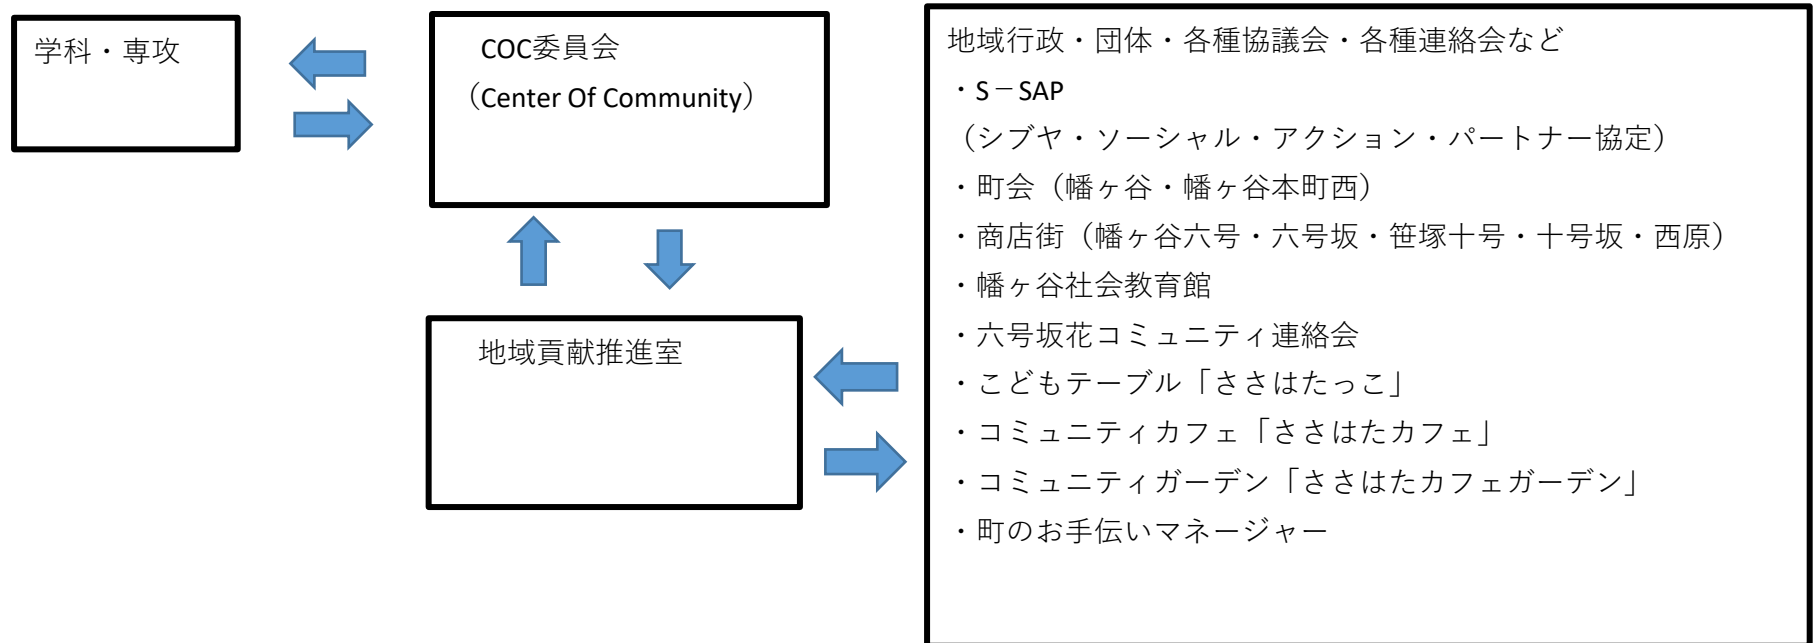 学科・専攻
COC委員会
（Center Of Community）
地域貢献推進室
地域行政・団体・各種協議会・各種連絡会など
・S－SAP
（シブヤ・ソーシャル・アクション・パートナー協定）
・町会（幡ヶ谷・幡ヶ谷本町西）
・商店街（幡ヶ谷六号・六号坂・笹塚十号・十号坂・西原）
・幡ヶ谷社会教育館
・六号坂花コミュニティ連絡会
・こどもテーブル「ささはたっこ」
・コミュニティカフェ「ささはたカフェ」
・コミュニティガーデン「ささはたカフェガーデン」
・町のお手伝いマネージャー